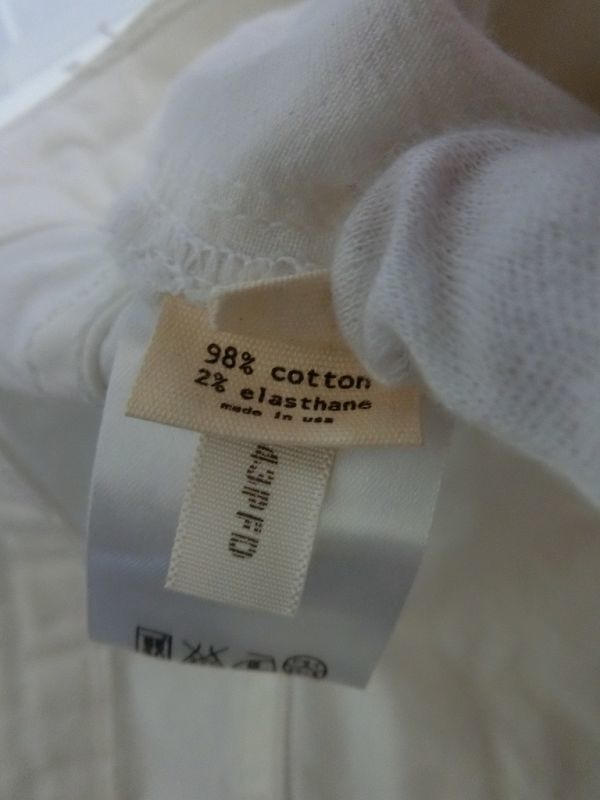 98% cotton
2% elasthane
made in usa